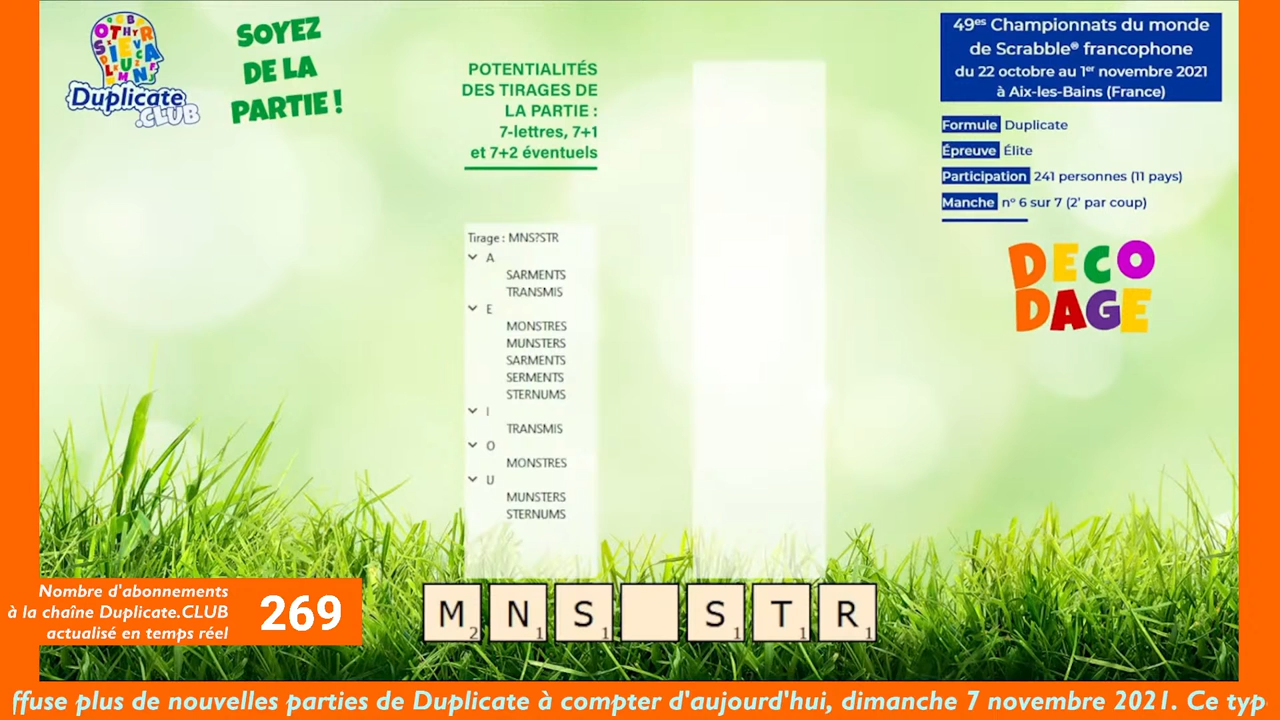 Duplicate
.CLUB
SOYEZ
DE LA
PARTIE !
POTENTIALITÉS
DES TIRAGES DE
LA PARTIE :
7-lettres, 7+1
et 7+2 éventuels
Tirage : MNS?STR
A
SARMENTS
TRANSMIS
E
MONSTRES
MUNSTERS
SARMENTS
SERMENTS
STERNUMS
I
TRANSMIS
O
MONSTRES
U
MUNSTERS
STERNUMS
49es Championnats du monde
de Scrabble® francophone
du 22 octobre au 1er novembre 2021
à Aix-les-Bains (France)
Formule Duplicate
Épreuve Élite
Participation 241 personnes (11 pays)
Manche n° 6 sur 7 (2' par coup)
DECO
DAGE
M2 N1 S1 S1 T1 R1
Nombre d'abonnements
à la chaîne Duplicate.CLUB
actualisé en temps réel
269
ffuse plus de nouvelles parties de Duplicate à compter d'aujourd'hui, dimanche 7 novembre 2021. Ce typ